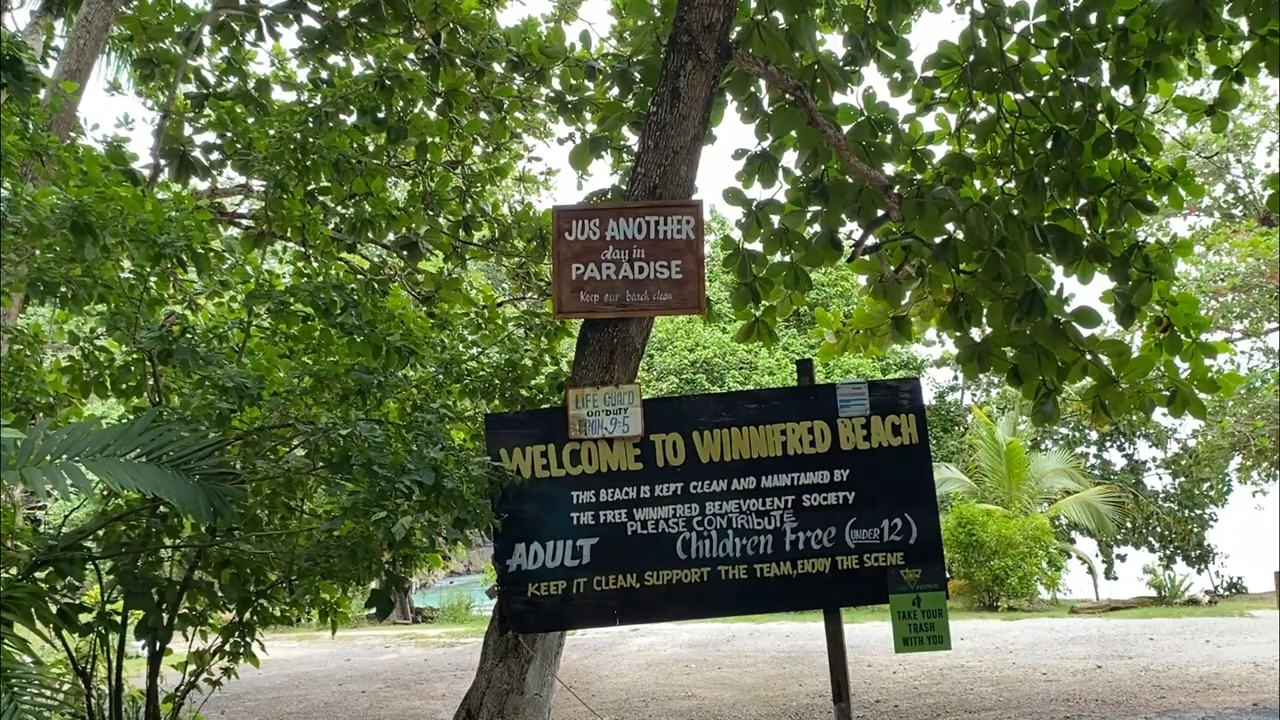 JUS ANOTHER
day in
PARADISE
Keep our beach clean
LIFE GUARD
ON DUTY
FROM 9-5
WELCOME TO WINNIFRED BEACH
THIS BEACH IS KEPT CLEAN AND MAINTAINED BY
THE FREE WINNIFRED BENEVOLENT SOCIETY
PLEASE CONTRIBUTE
ADULT Children Free (UNDER 12)
KEEP IT CLEAN, SUPPORT THE TEAM, ENJOY THE SCENE
TAKE YOUR
TRASH
WITH YOU